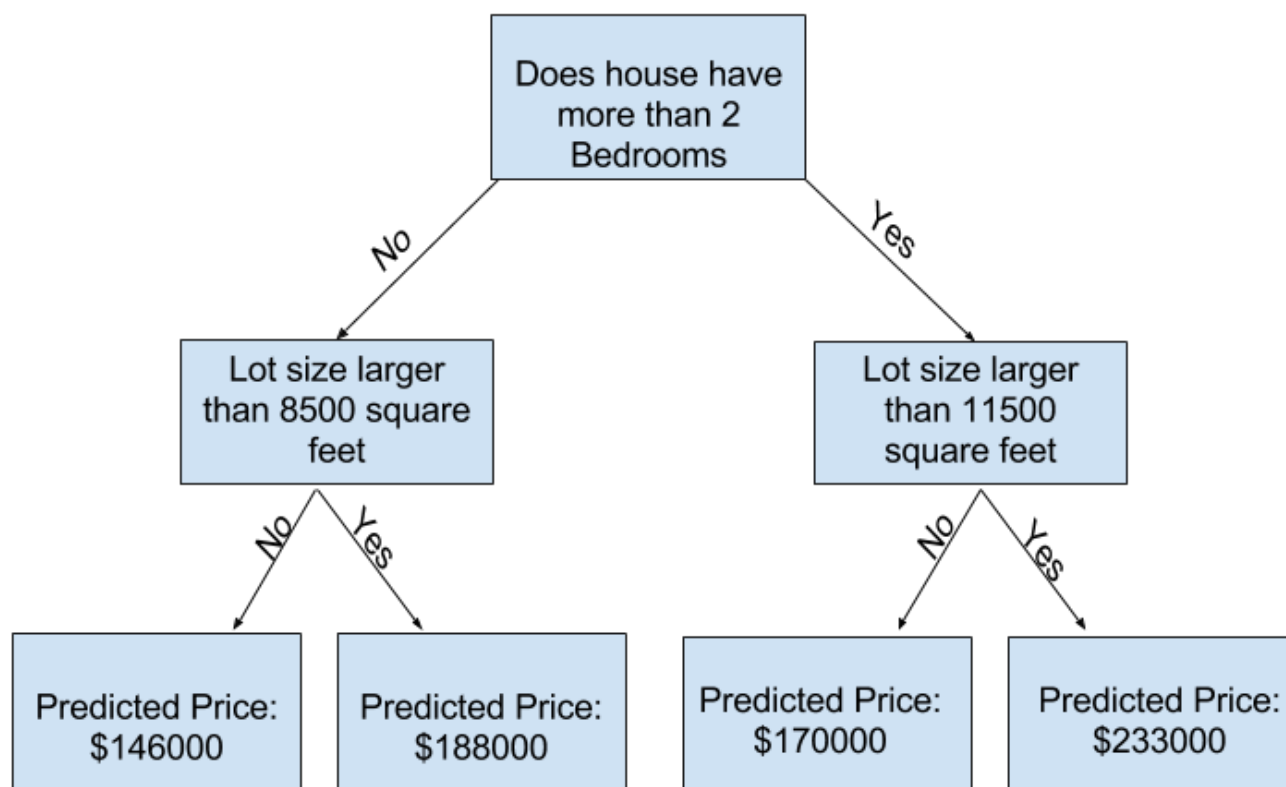 Does house have
more than 2
Bedrooms
No
Yes
Lot size larger
than 8500 square
feet
Lot size larger
than 11500
square feet
No
Yes
No
Yes
Predicted Price:
$146000
Predicted Price:
$188000
Predicted Price:
$170000
Predicted Price:
$233000